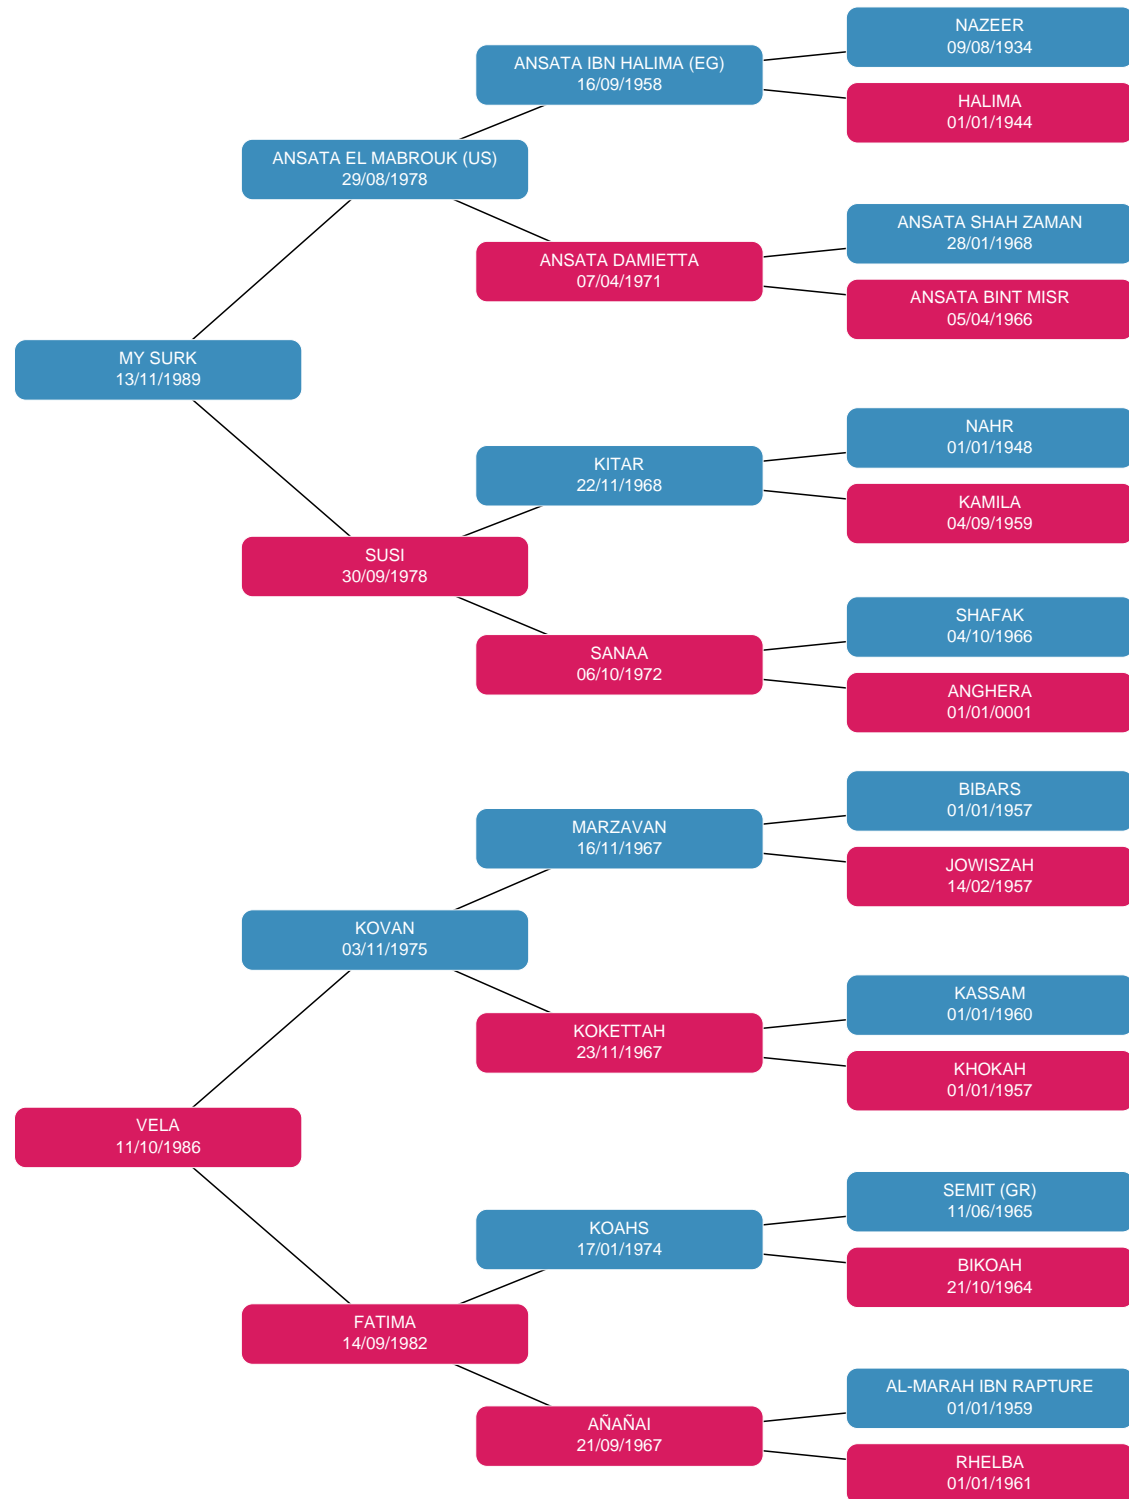 NAZEER
09/08/1934
ANSATA IBN HALIMA (EG)
16/09/1958
HALIMA
01/01/1944
ANSATA EL MABROUK (US)
29/08/1978
ANSATA SHAH ZAMAN
28/01/1968
ANSATA DAMIETTA
07/04/1971
ANSATA BINT MISR
05/04/1966
MY SURK
13/11/1989
NAHR
01/01/1948
KITAR
22/11/1968
KAMILA
04/09/1959
SUSI
30/09/1978
SHAFAK
04/10/1966
SANAA
06/10/1972
ANGHERA
01/01/0001
BIBARS
01/01/1957
MARZAVAN
16/11/1967
JOWISZAH
14/02/1957
KOVAN
03/11/1975
KASSAM
01/01/1960
KOKETTAH
23/11/1967
KHOKAH
01/01/1957
VELA
11/10/1986
SEMIT (GR)
11/06/1965
KOAHS
17/01/1974
BIKOAH
21/10/1964
FATIMA
14/09/1982
AL-MARAH IBN RAPTURE
01/01/1959
AÑAÑAI
21/09/1967
RHELBA
01/01/1961